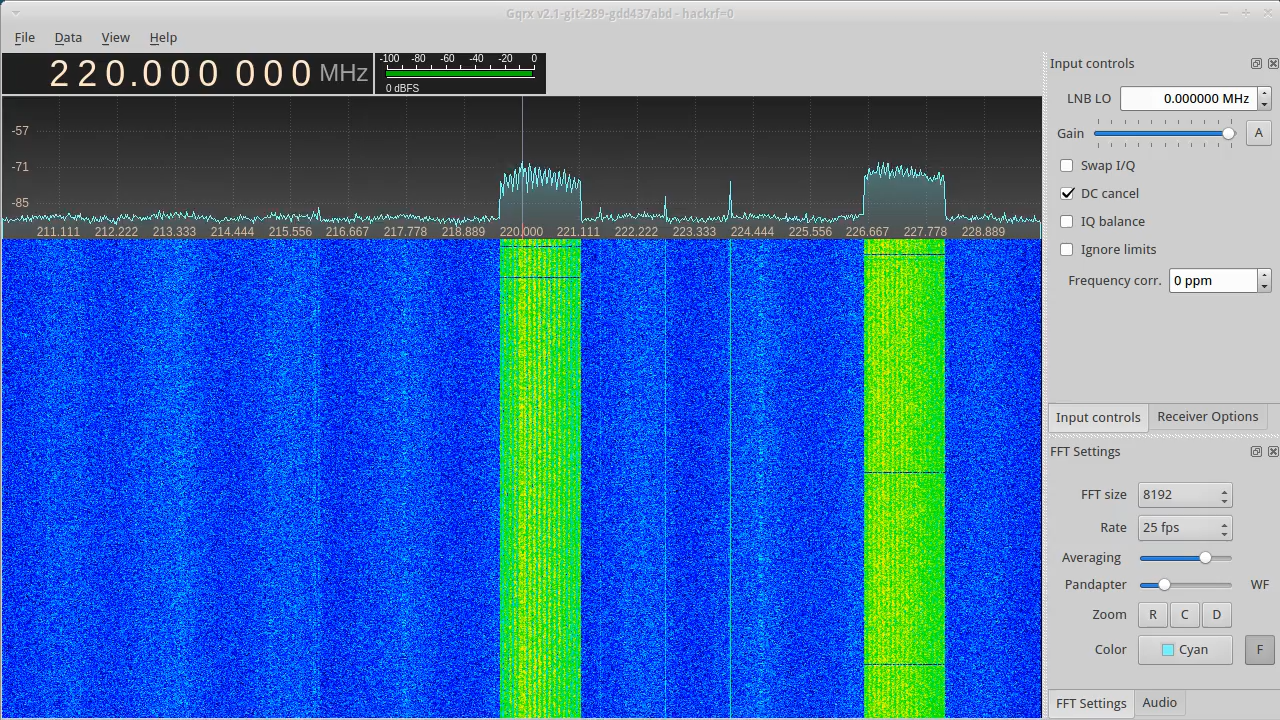 Gqrx v2.1-git-289-gdd437abd - hackrf=0
File Data View Help
220.000 000 MHz
-100 -80 -60 -40 -20 0
0 dBFS
-57
-71
-85
211.111 212.222 213.333 214.444 215.556 216.667 217.778 218.889 220.000 221.111 222.222 223.333 224.444 225.556 226.667 227.778 228.889
Input controls
LNB LO 0.000000 MHz
Gain A
Swap I/Q
DC cancel
IQ balance
Ignore limits
Frequency corr. 0 ppm
Input controls Receiver Options
FFT Settings
FFT size 8192
Rate 25 fps
Averaging
Pandapter WF
Zoom R C D
Color Cyan F
FFT Settings Audio